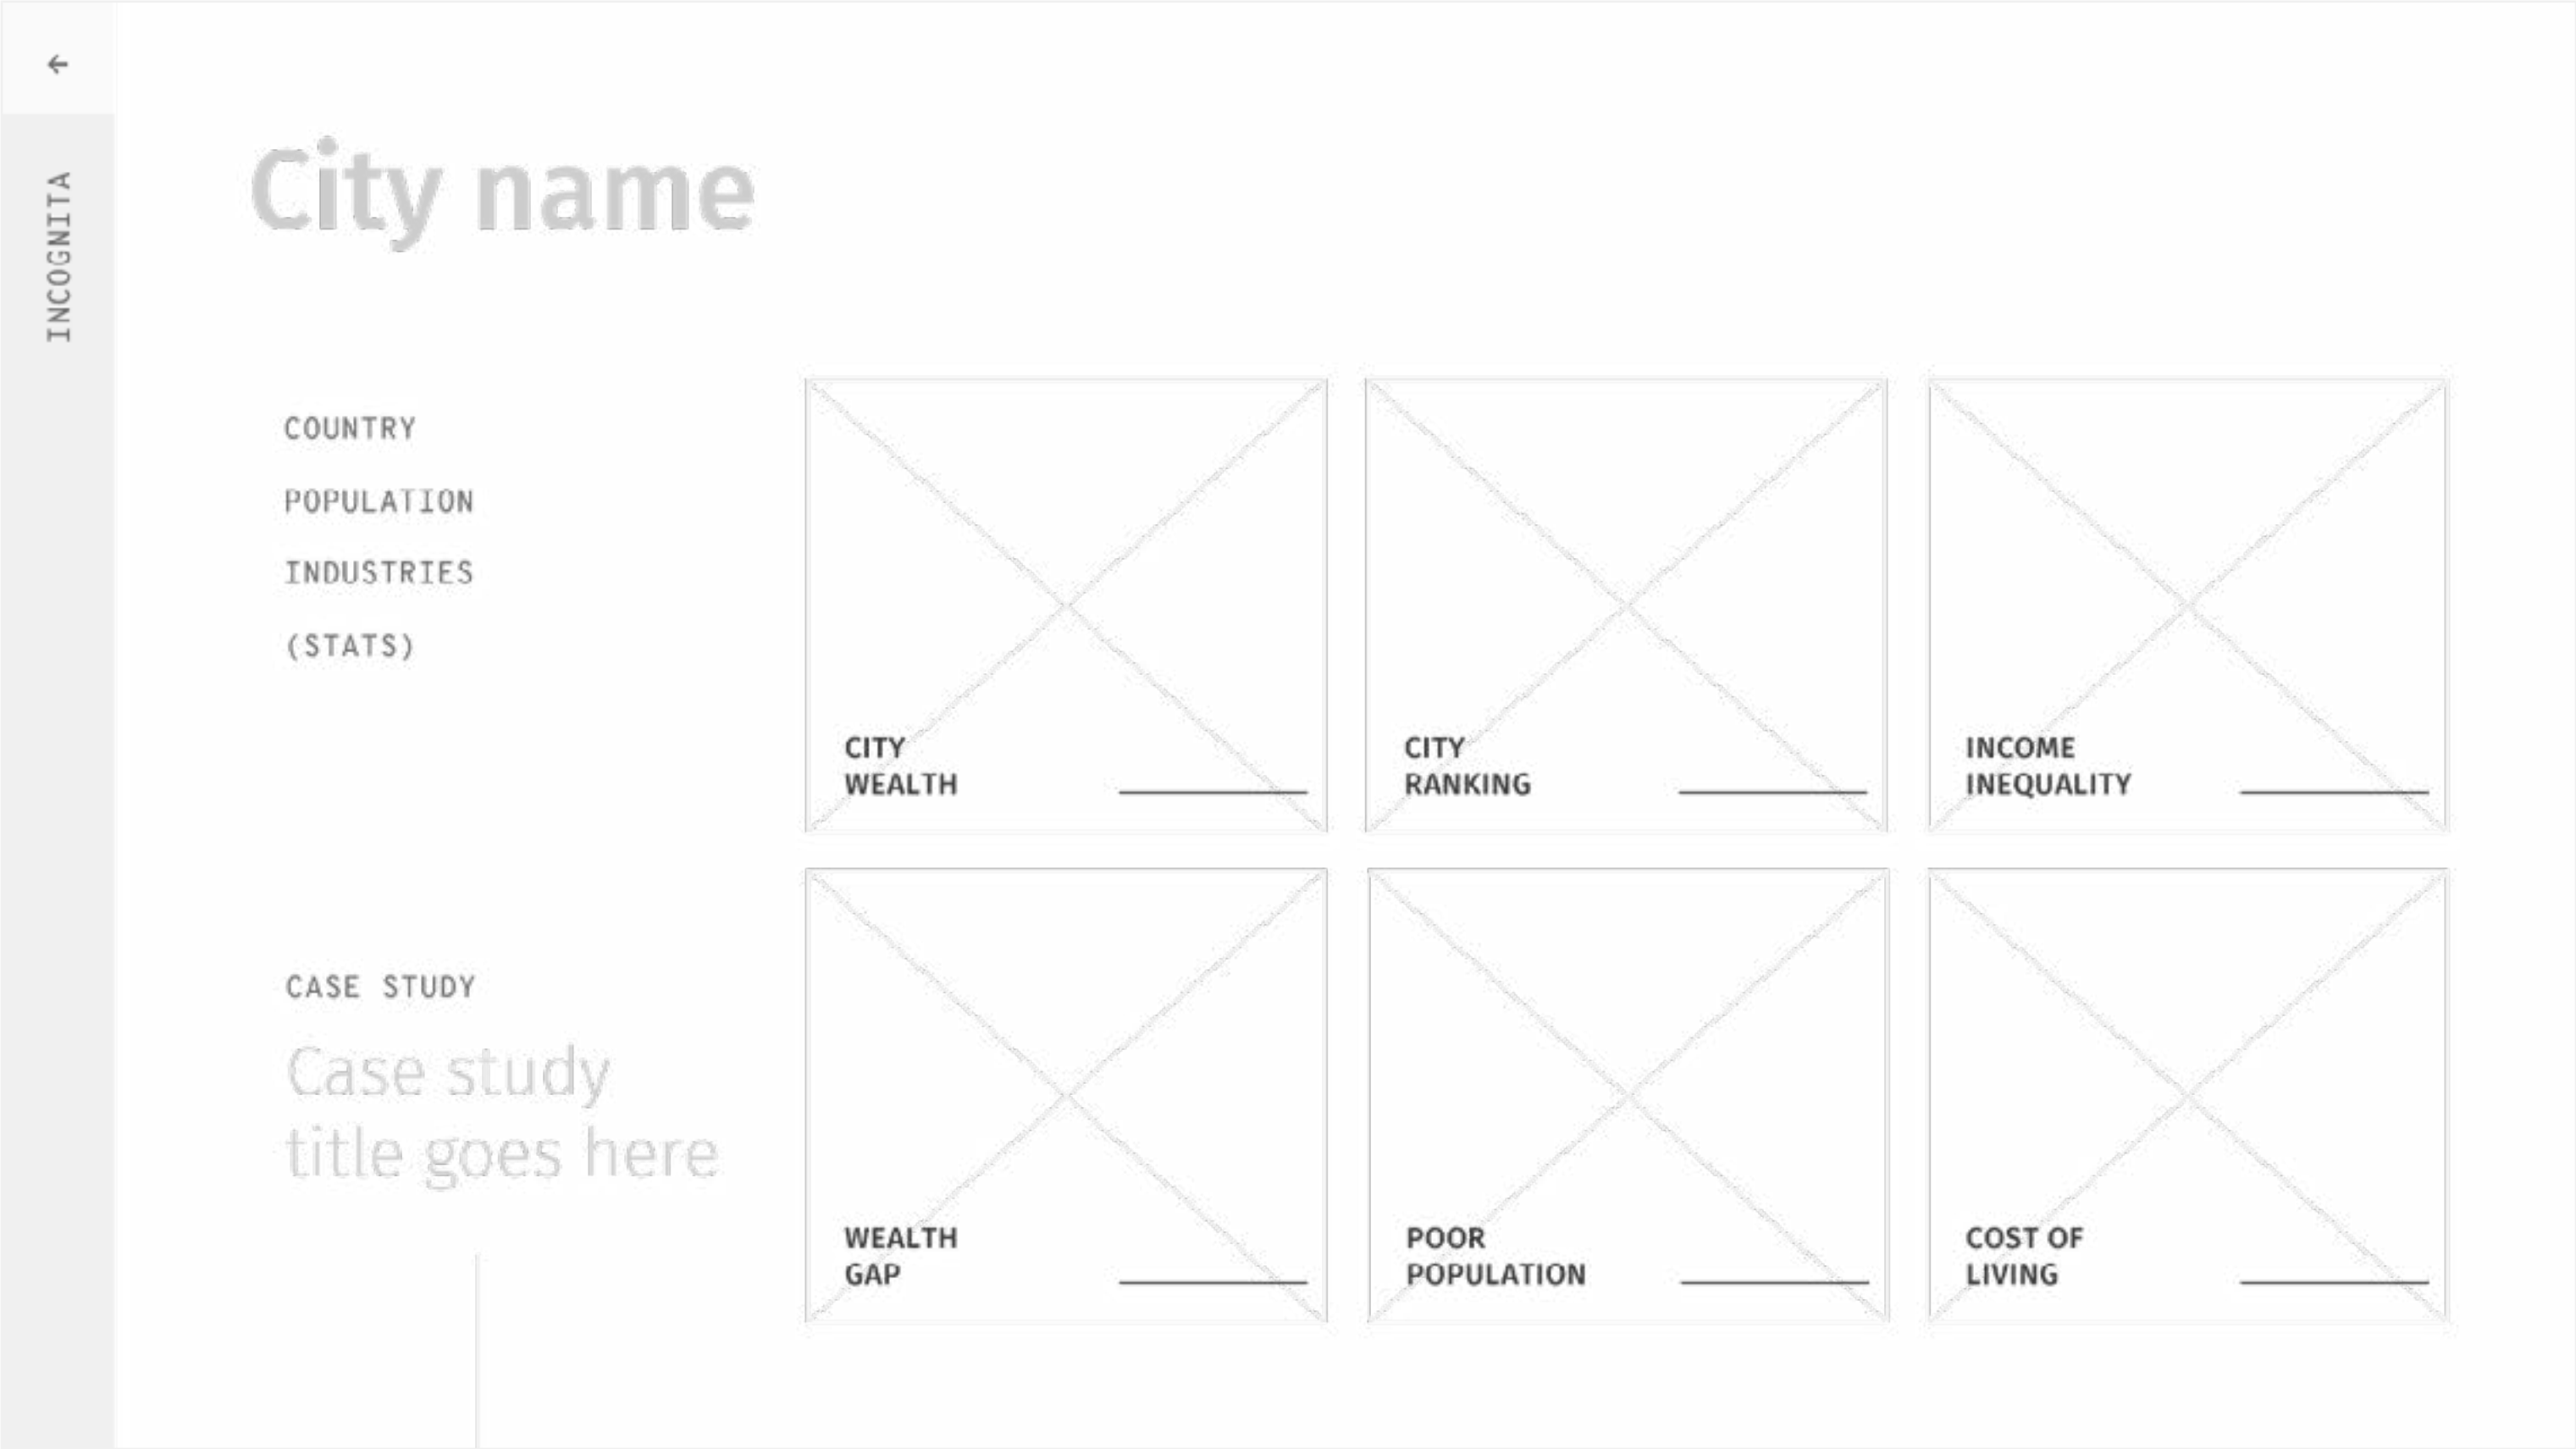 INCOGNITA
City name
COUNTRY
POPULATION
INDUSTRIES
(STATS)
CITY
WEALTH
CITY
RANKING
INCOME
INEQUALITY
CASE STUDY
Case study
title goes here
WEALTH
GAP
POOR
POPULATION
COST OF
LIVING